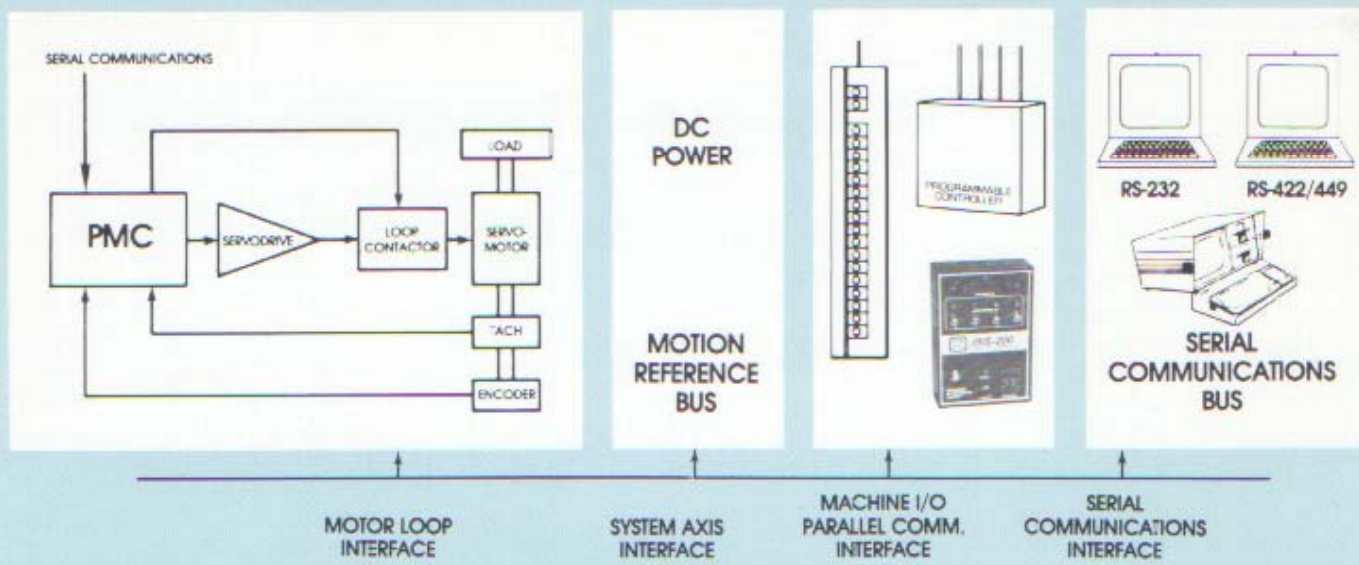 SERIAL COMMUNICATIONS
LOAD
PMC
SERVODRIVE
LOOP
CONTACTOR
SERVO-
MOTOR
TACH
ENCODER
DC
POWER
MOTION
REFERENCE
BUS
PROGRAMMABLE
CONTROLLER
RS-232
RS-422/449
SERIAL
COMMUNICATIONS
BUS
MOTOR LOOP
INTERFACE
SYSTEM AXIS
INTERFACE
MACHINE I/O
PARALLEL COMM.
INTERFACE
SERIAL
COMMUNICATIONS
INTERFACE